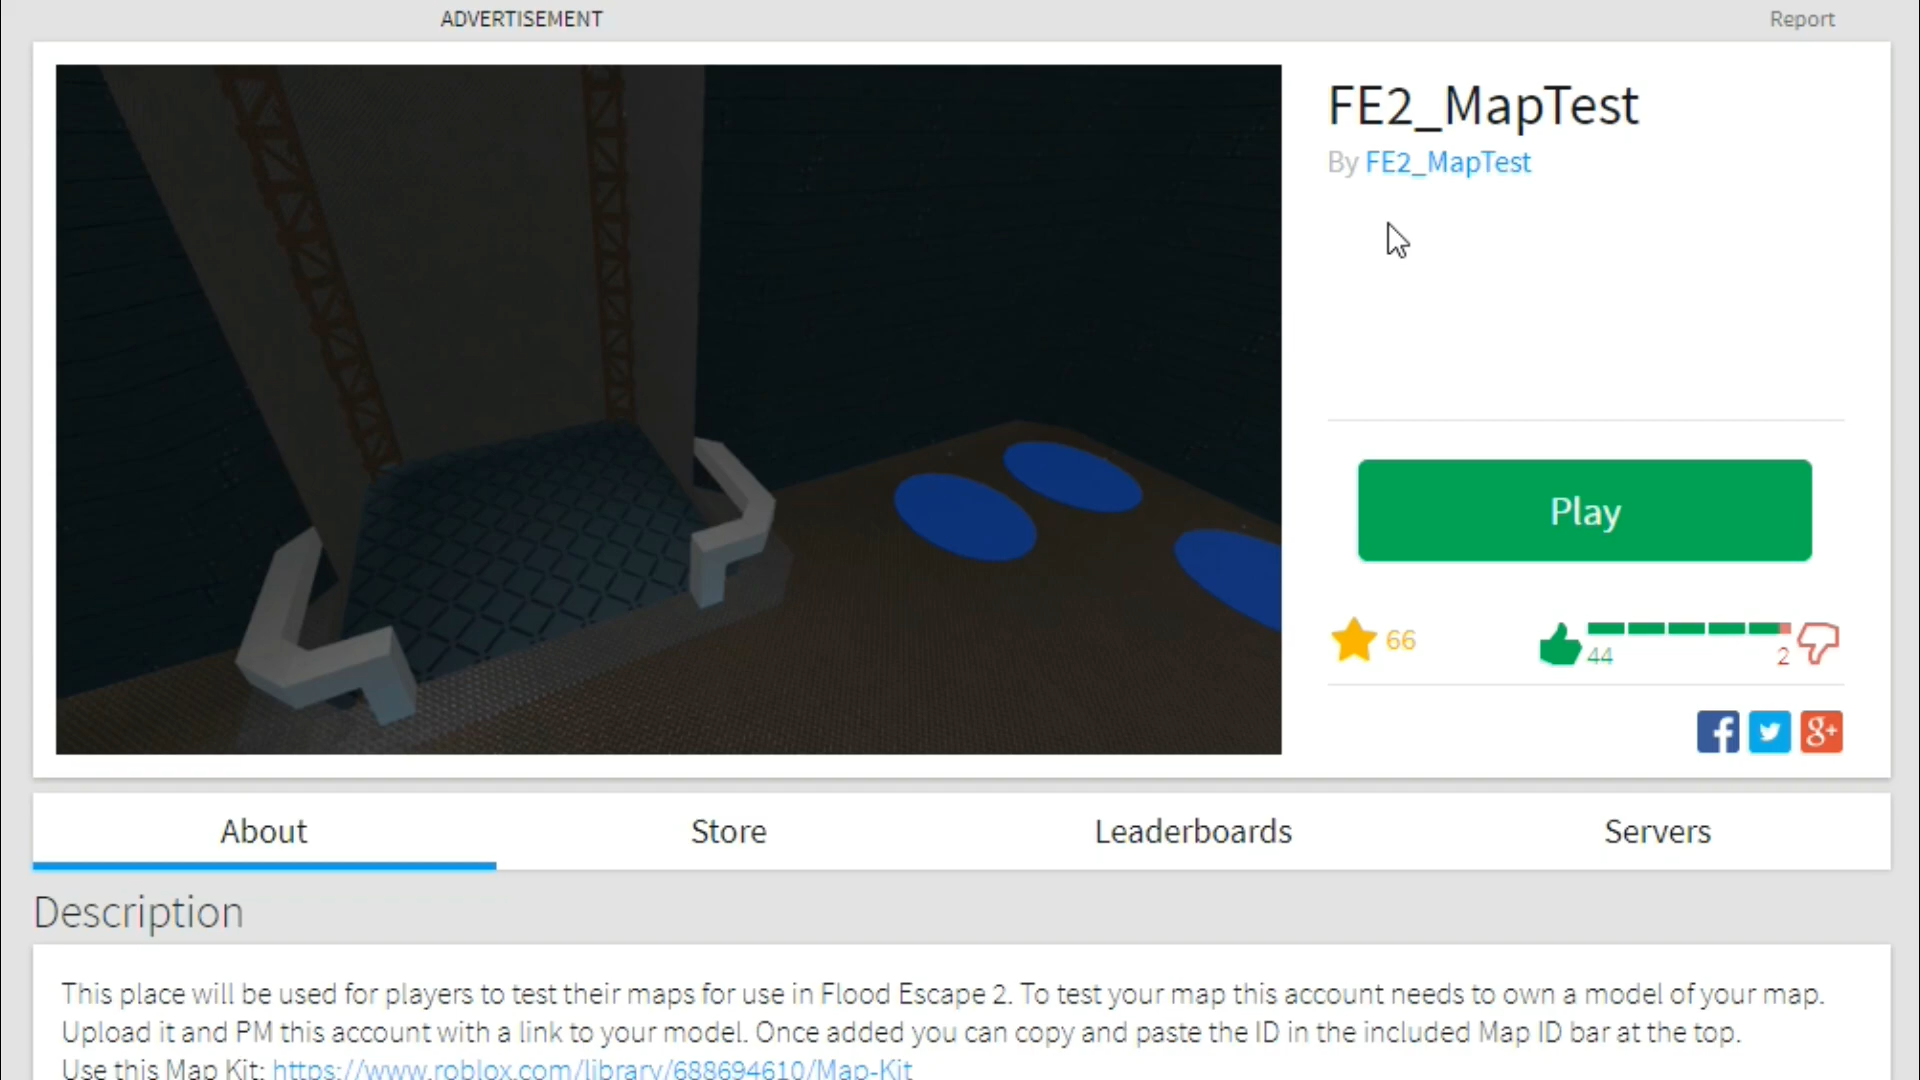 ADVERTISEMENT
Report
FE2_MapTest
By FE2_MapTest
Play
66
44
2
About
Store
Leaderboards
Servers
Description
This place will be used for players to test their maps for use in Flood Escape 2. To test your map this account needs to own a model of your map.
Upload it and PM this account with a link to your model. Once added you can copy and paste the ID in the included Map ID bar at the top.
Use this Map Kit: https://www.roblox.com/library/688694610/Map-Kit